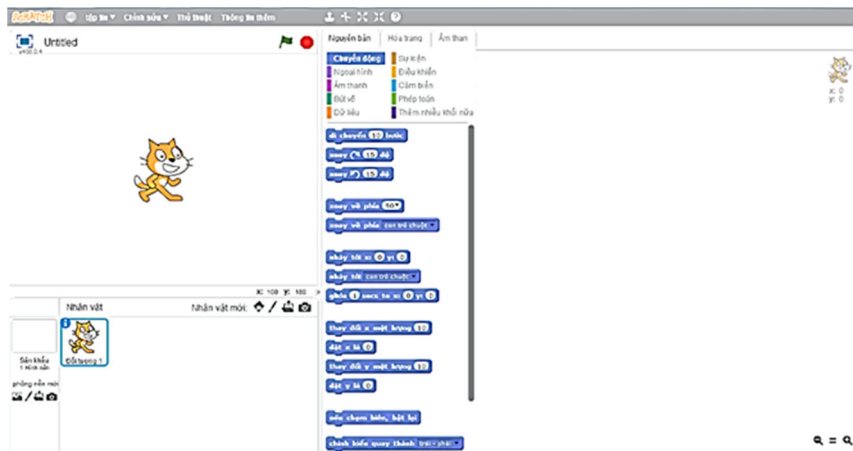 SCRATCH Tập tin Chỉnh sửa Thủ thuật Thông tin thêm
Untitled
Nguyên bản Hóa trang Âm than
Chuyển động Sự kiện
Ngoại hình Điều khiển
Âm thanh Cảm biến
Bút vẽ Phép toán
Dữ liệu Thêm nhiều khối nữa
x: 0
y: 0
di chuyển 10 bước
xoay 15 độ
xoay 15 độ
xoay về phía 90
xoay về phía con trỏ chuột
nhảy tới x: 0 y: 0
nhảy tới con trỏ chuột
glide 1 secs to x: 0 y: 0
thay đổi x một lượng 10
đặt x là 0
thay đổi y một lượng 10
đặt y là 0
nếu chạm biên, bật lại
chỉnh kiểu quay thành trái - phải
x: 100 y: 180
Nhân vật Nhân vật mới:
Sân khấu
Đối tượng 1
phông nền mới